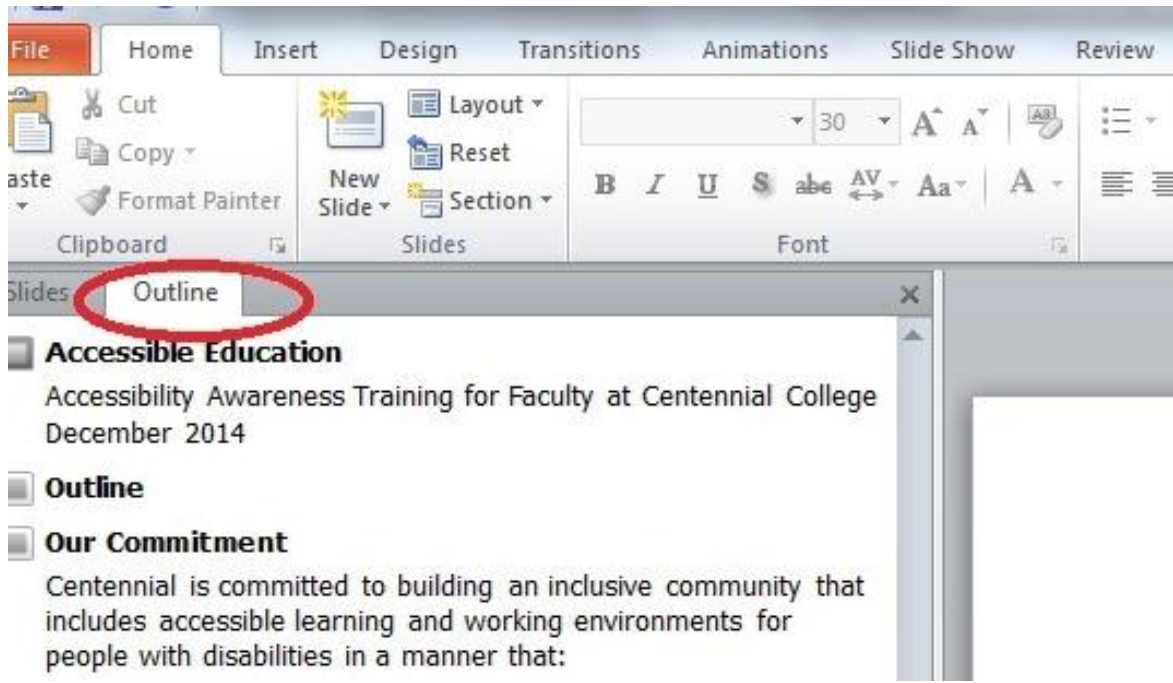 File Home Insert Design Transitions Animations Slide Show Review
Cut Layout 30 A A Aa
Copy Reset
aste New B I U S abc AV Aa A
Format Painter Slide Section
Clipboard Slides Font
Slides Outline
Accessible Education
Accessibility Awareness Training for Faculty at Centennial College
December 2014
Outline
Our Commitment
Centennial is committed to building an inclusive community that
includes accessible learning and working environments for
people with disabilities in a manner that: